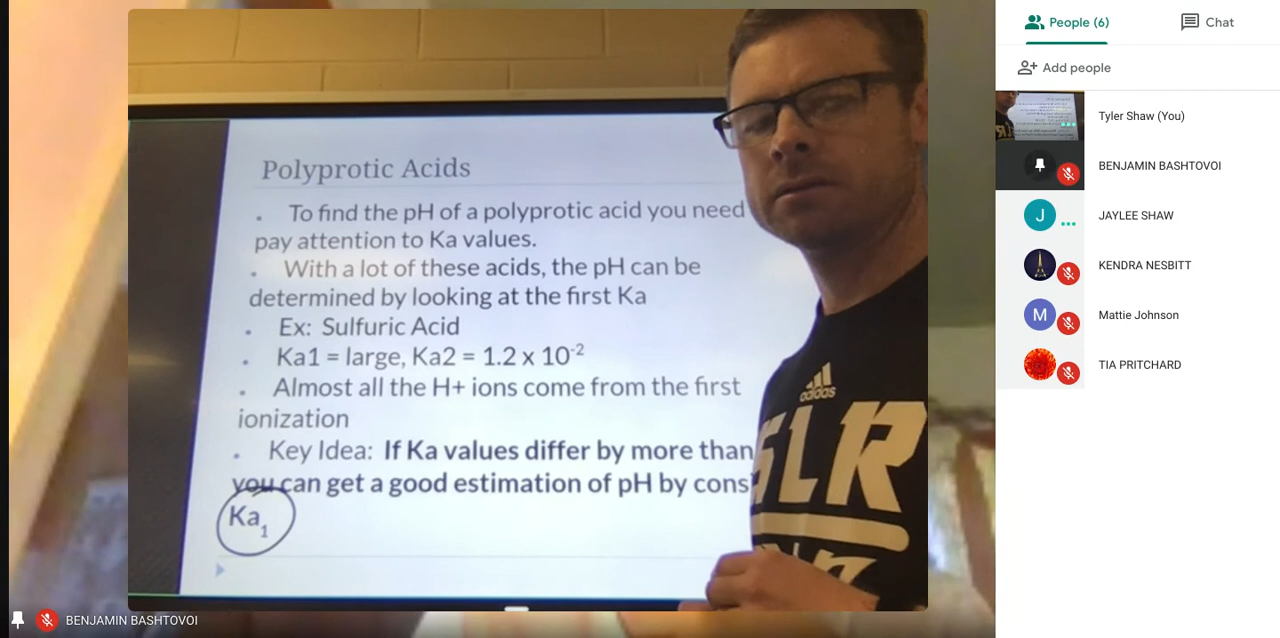 Polyprotic Acids
• To find the pH of a polyprotic acid you need
pay attention to Ka values.
• With a lot of these acids, the pH can be
determined by looking at the first Ka
• Ex: Sulfuric Acid
• Ka1 = large, Ka2 = 1.2 x 10⁻²
• Almost all the H+ ions come from the first
ionization
• Key Idea: If Ka values differ by more than
you can get a good estimation of pH by
Ka₁
adidas
SLR
BENJAMIN BASHTOVOI
People (6)
Chat
Add people
Tyler Shaw (You)
BENJAMIN BASHTOVOI
J
JAYLEE SHAW
KENDRA NESBITT
M
Mattie Johnson
TIA PRITCHARD